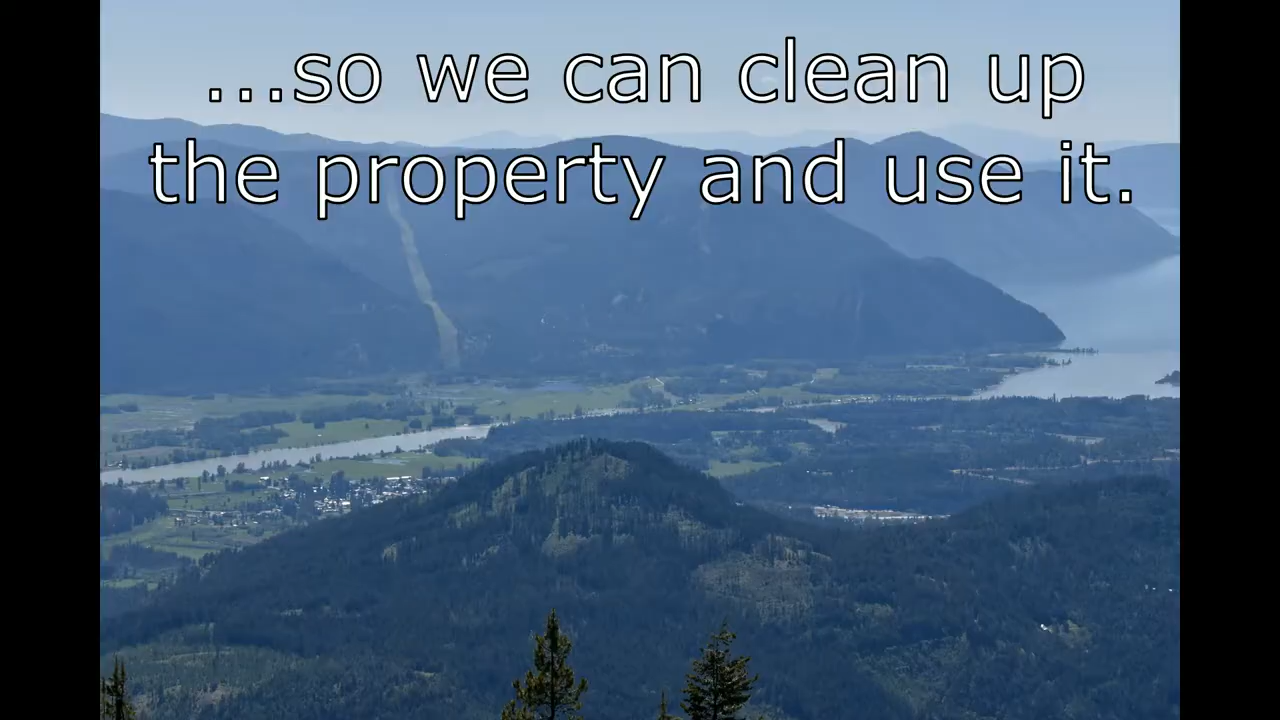 ...so we can clean up
the property and use it.